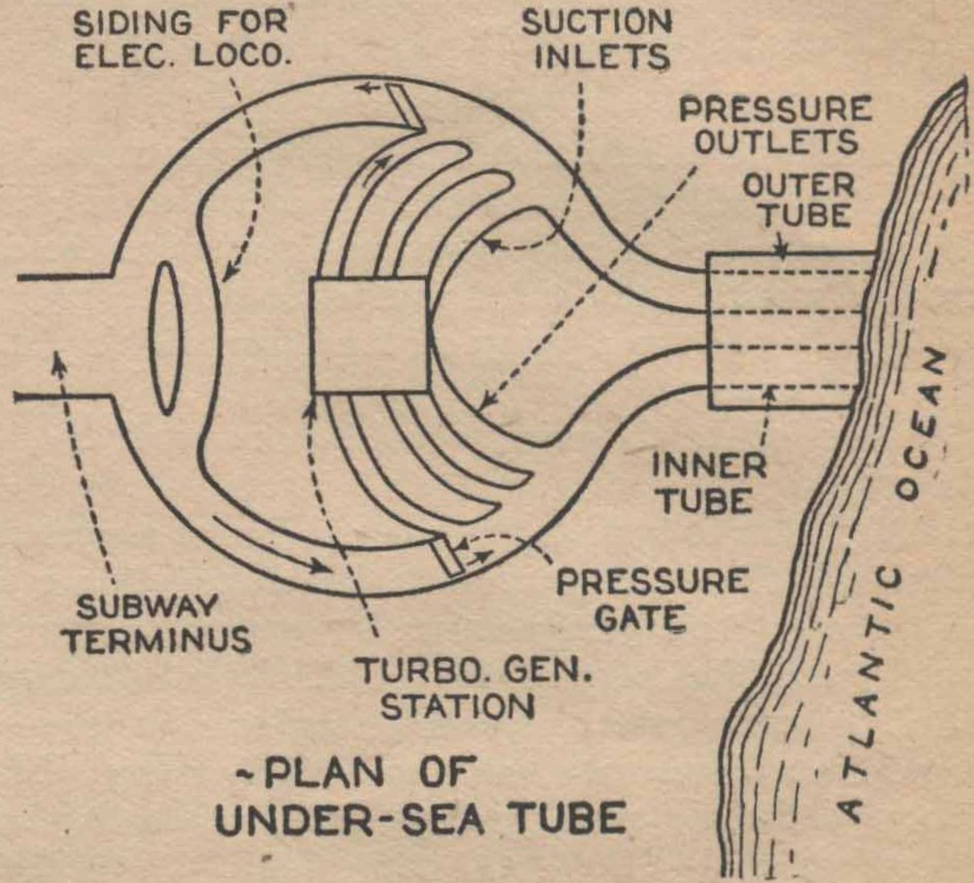 SIDING FOR
ELEC. LOCO.
SUCTION
INLETS
PRESSURE
OUTLETS
OUTER
TUBE
INNER
TUBE
ATLANTIC OCEAN
PRESSURE
GATE
SUBWAY
TERMINUS
TURBO. GEN.
STATION
~PLAN OF
UNDER-SEA TUBE